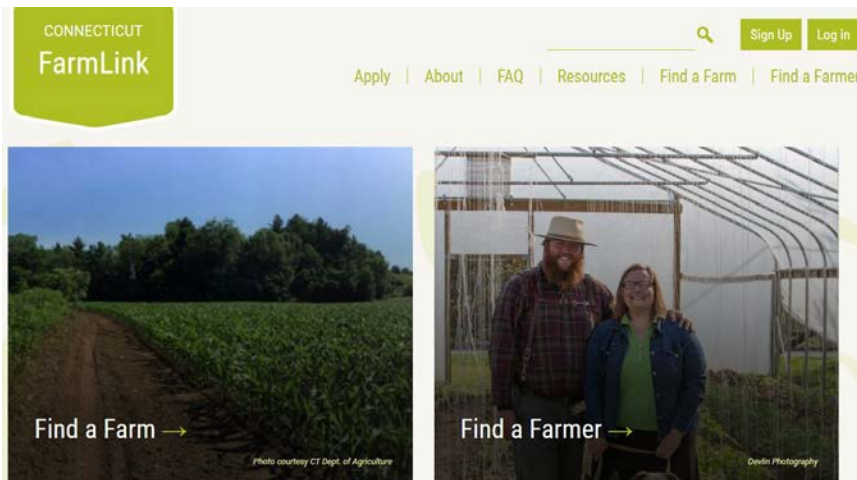 CONNECTICUT
FarmLink
Sign Up
Log in
Apply | About | FAQ | Resources | Find a Farm | Find a Farmer
Find a Farm →
Photo courtesy CT Dept. of Agriculture
Find a Farmer →
Devlin Photography